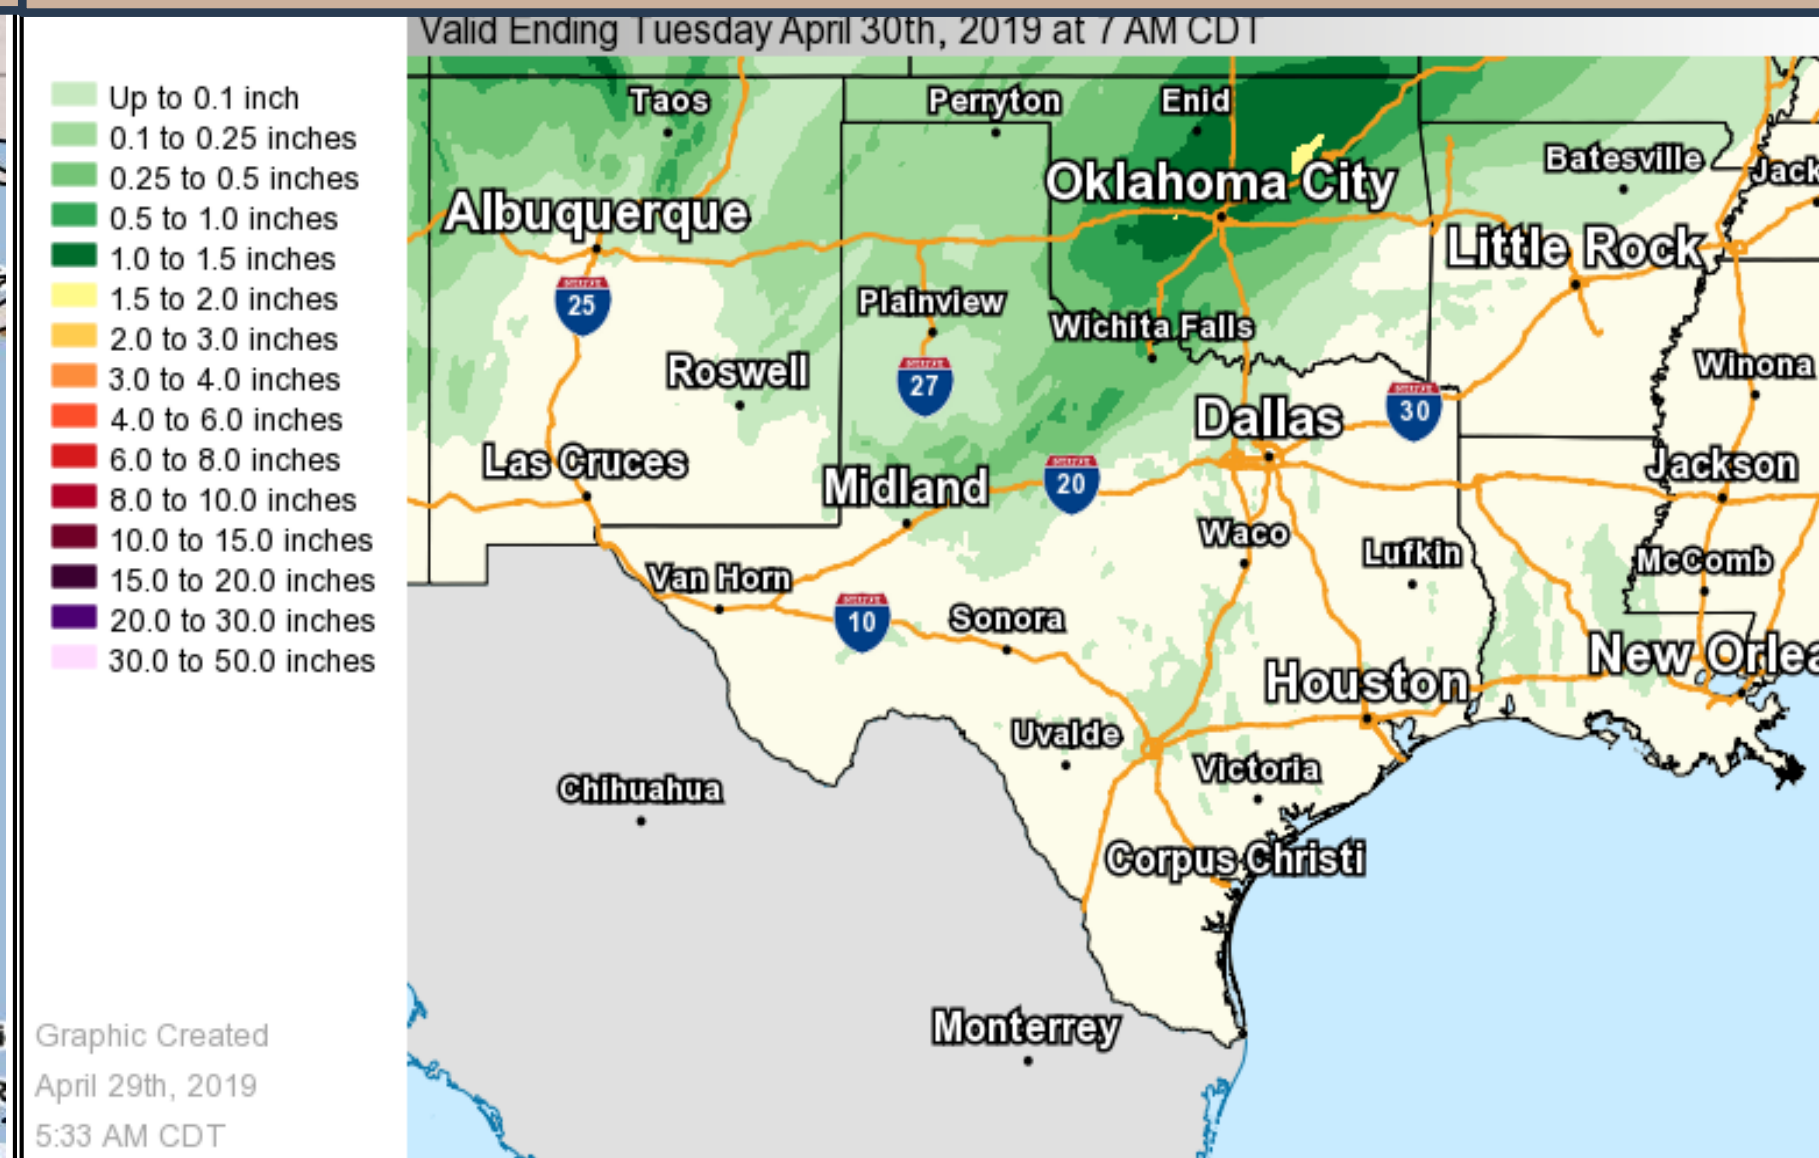 Valid Ending Tuesday April 30th, 2019 at 7 AM CDT
Up to 0.1 inch
0.1 to 0.25 inches
0.25 to 0.5 inches
0.5 to 1.0 inches
1.0 to 1.5 inches
1.5 to 2.0 inches
2.0 to 3.0 inches
3.0 to 4.0 inches
4.0 to 6.0 inches
6.0 to 8.0 inches
8.0 to 10.0 inches
10.0 to 15.0 inches
15.0 to 20.0 inches
20.0 to 30.0 inches
30.0 to 50.0 inches
Graphic Created
April 29th, 2019
5:33 AM CDT
Taos
Perryton
Enid
Batesville
Jack
Oklahoma City
Albuquerque
Little Rock
25
Plainview
Wichita Falls
Roswell
27
Winona
30
Dallas
Las Cruces
Midland
20
Jackson
Waco
Lufkin
McComb
Van Horn
10
Sonora
New Orlea
Houston
Uvalde
Victoria
Chihuahua
Corpus Christi
Monterrey